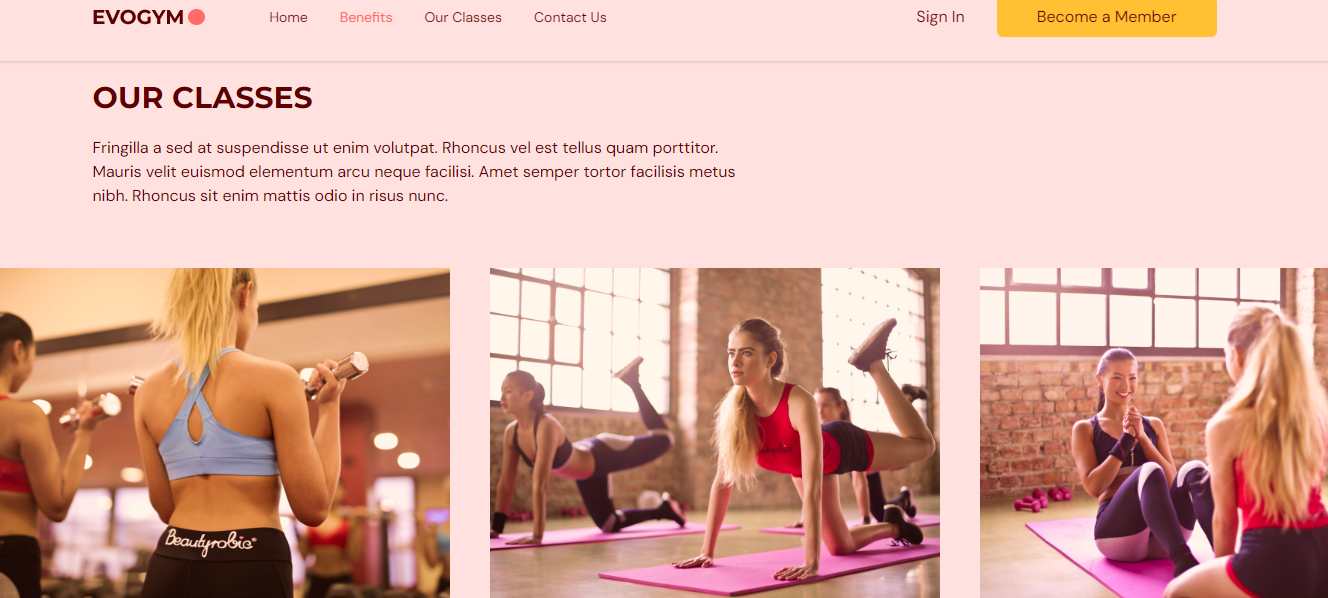 EVOGYM
Home
Benefits
Our Classes
Contact Us
Sign In
Become a Member
OUR CLASSES
Fringilla a sed at suspendisse ut enim volutpat. Rhoncus vel est tellus quam porttitor.
Mauris velit euismod elementum arcu neque facilisi. Amet semper tortor facilisis metus
nibh. Rhoncus sit enim mattis odio in risus nunc.
Beautyrobic